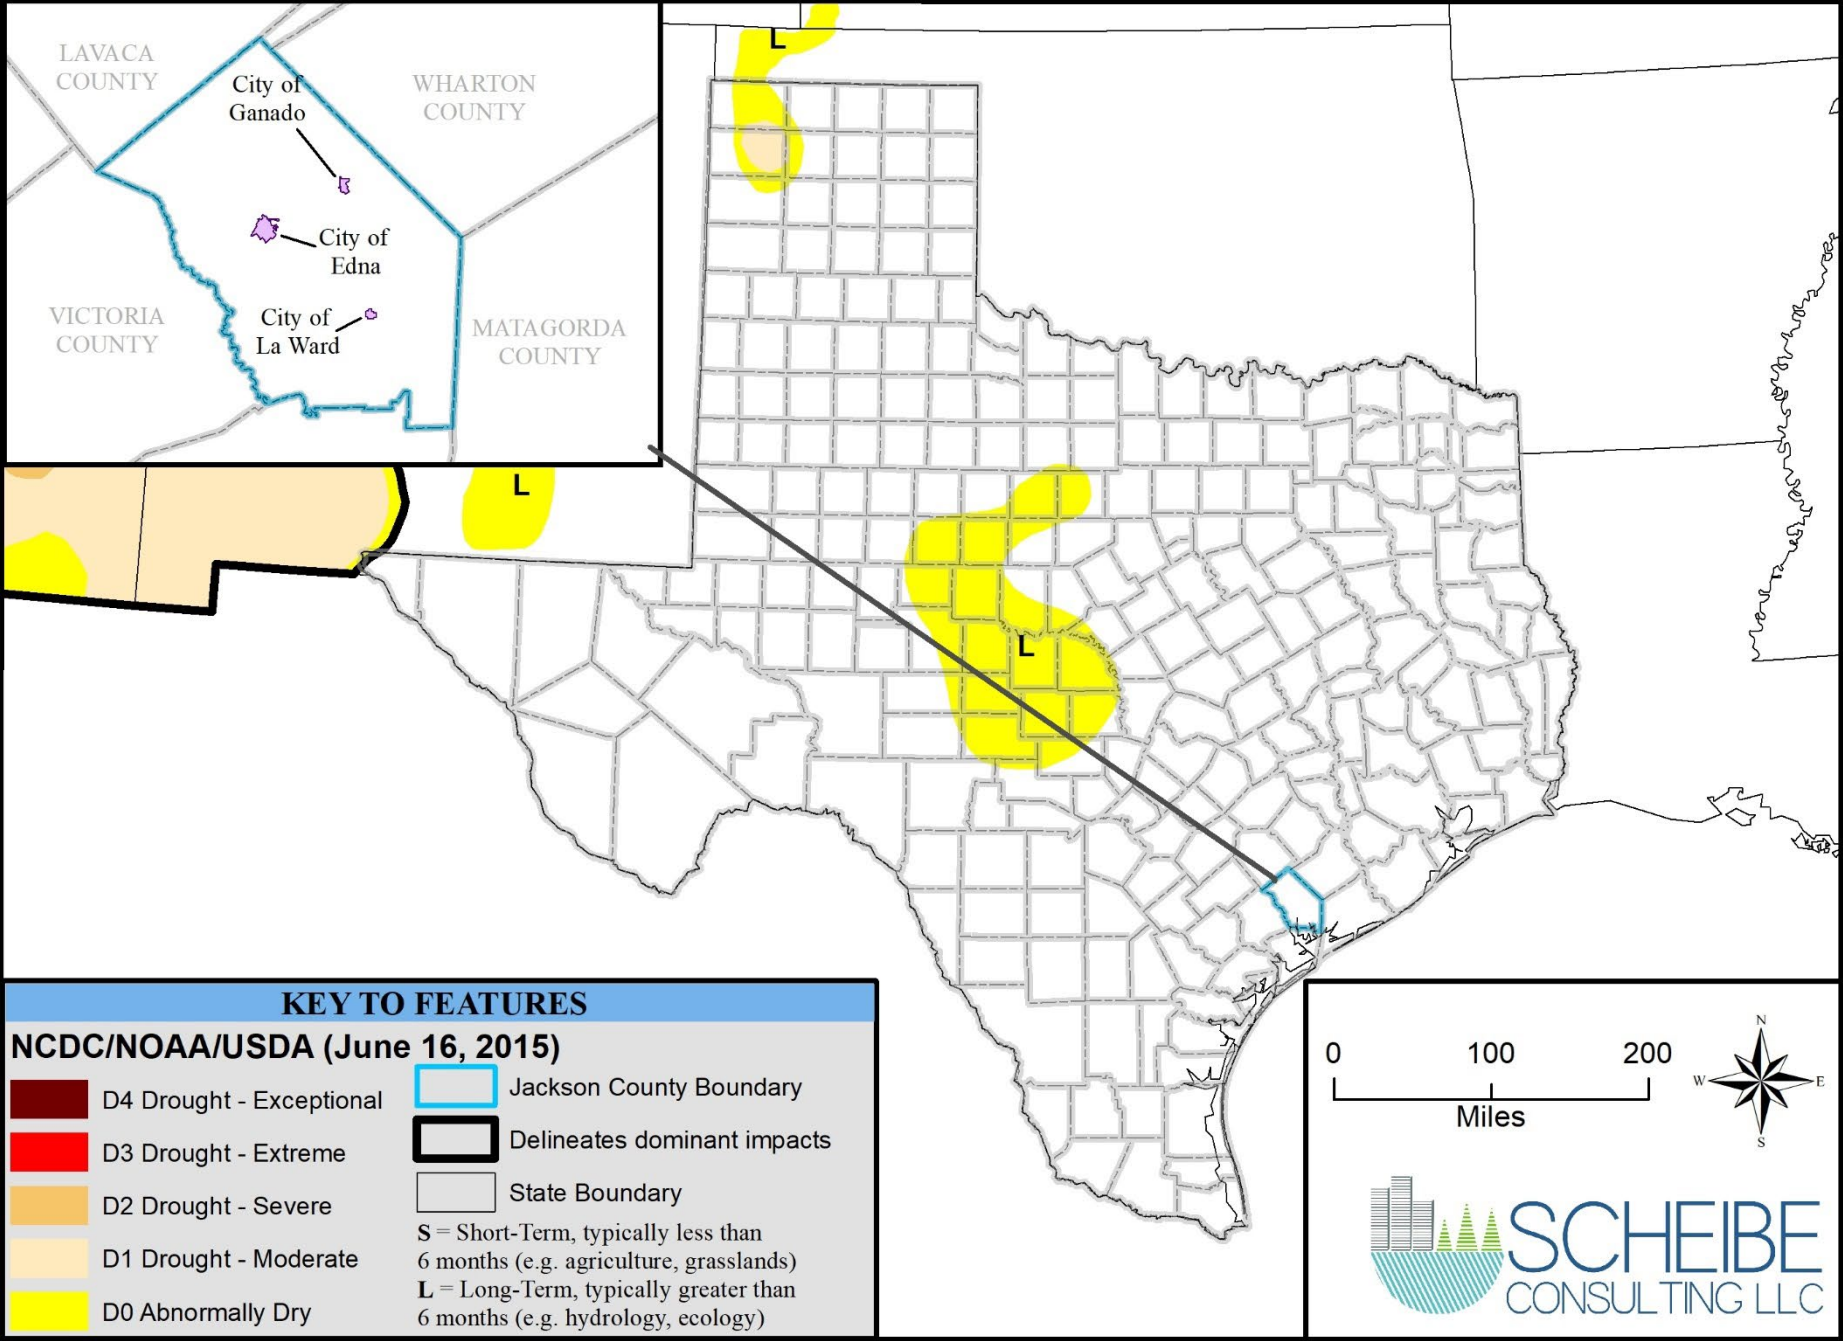 LAVACA
COUNTY
City of
Ganado
WHARTON
COUNTY
City of
Edna
VICTORIA
COUNTY
City of
La Ward
MATAGORDA
COUNTY
L
L
L
KEY TO FEATURES
NCDC/NOAA/USDA (June 16, 2015)
D4 Drought - Exceptional
D3 Drought - Extreme
D2 Drought - Severe
D1 Drought - Moderate
D0 Abnormally Dry
Jackson County Boundary
Delineates dominant impacts
State Boundary
S = Short-Term, typically less than
6 months (e.g. agriculture, grasslands)
L = Long-Term, typically greater than
6 months (e.g. hydrology, ecology)
0 100 200
Miles
N
W E
S
SCHEIBE
CONSULTING LLC